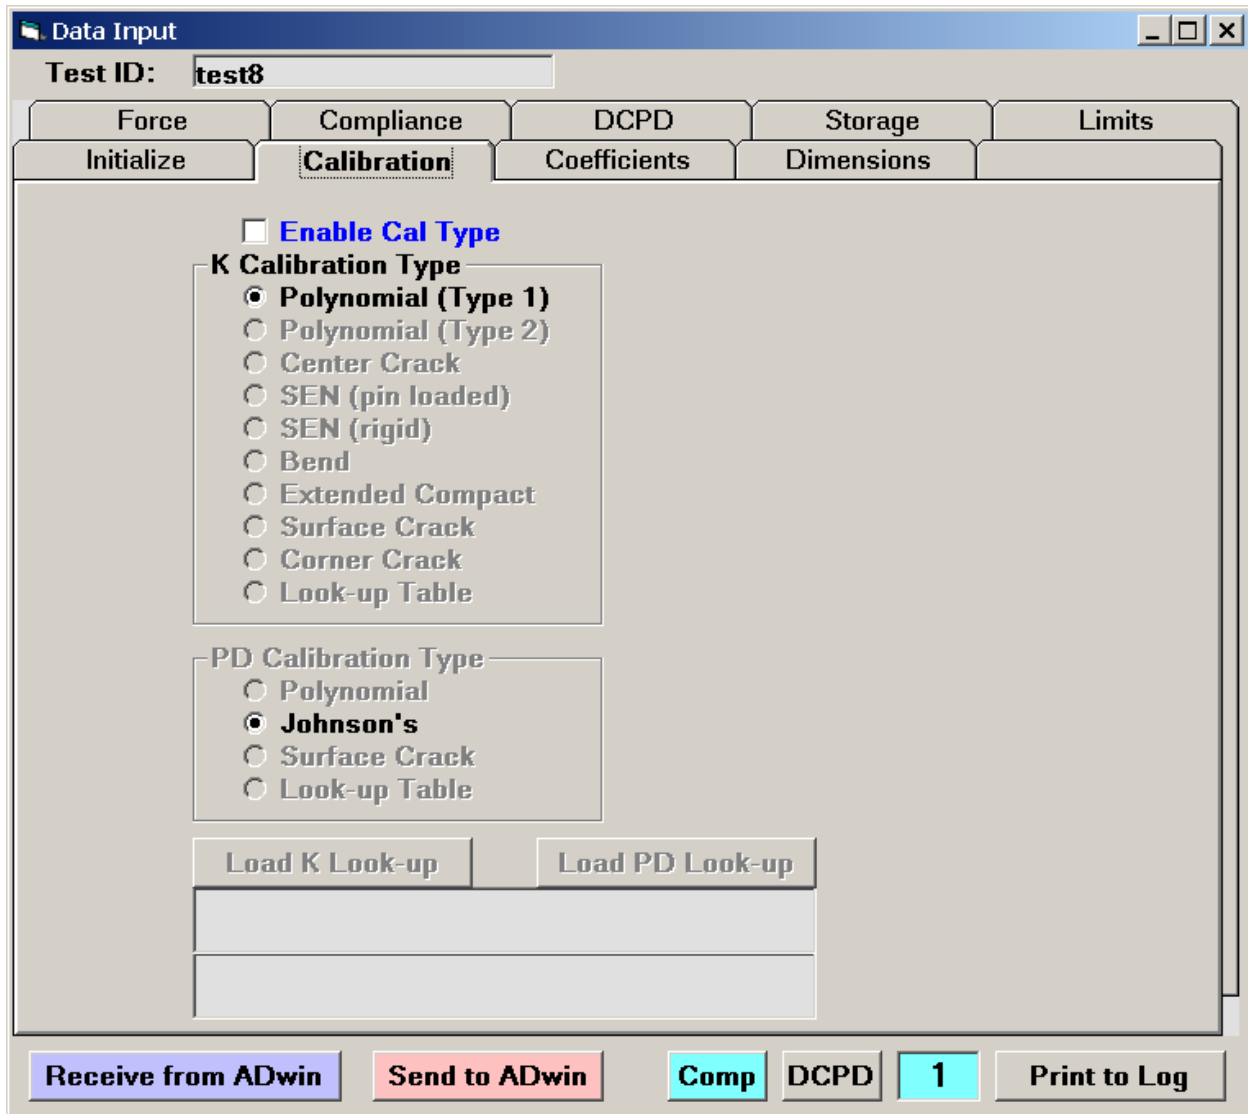 Data Input
Test ID: test8
Force Compliance DCPD Storage Limits
Initialize Calibration Coefficients Dimensions
Enable Cal Type
K Calibration Type
Polynomial (Type 1)
Polynomial (Type 2)
Center Crack
SEN (pin loaded)
SEN (rigid)
Bend
Extended Compact
Surface Crack
Corner Crack
Look-up Table
PD Calibration Type
Polynomial
Johnson's
Surface Crack
Look-up Table
Load K Look-up Load PD Look-up
Receive from ADwin Send to ADwin Comp DCPD 1 Print to Log